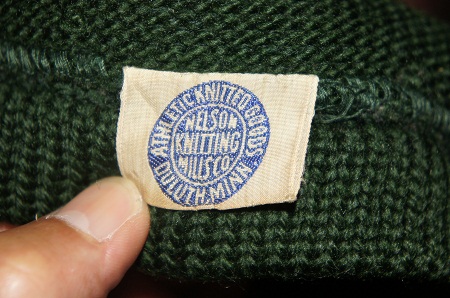 ATHLETIC KNITTED GOODS
NELSON
KNITTING
MILLS CO.
DULUTH. MINN